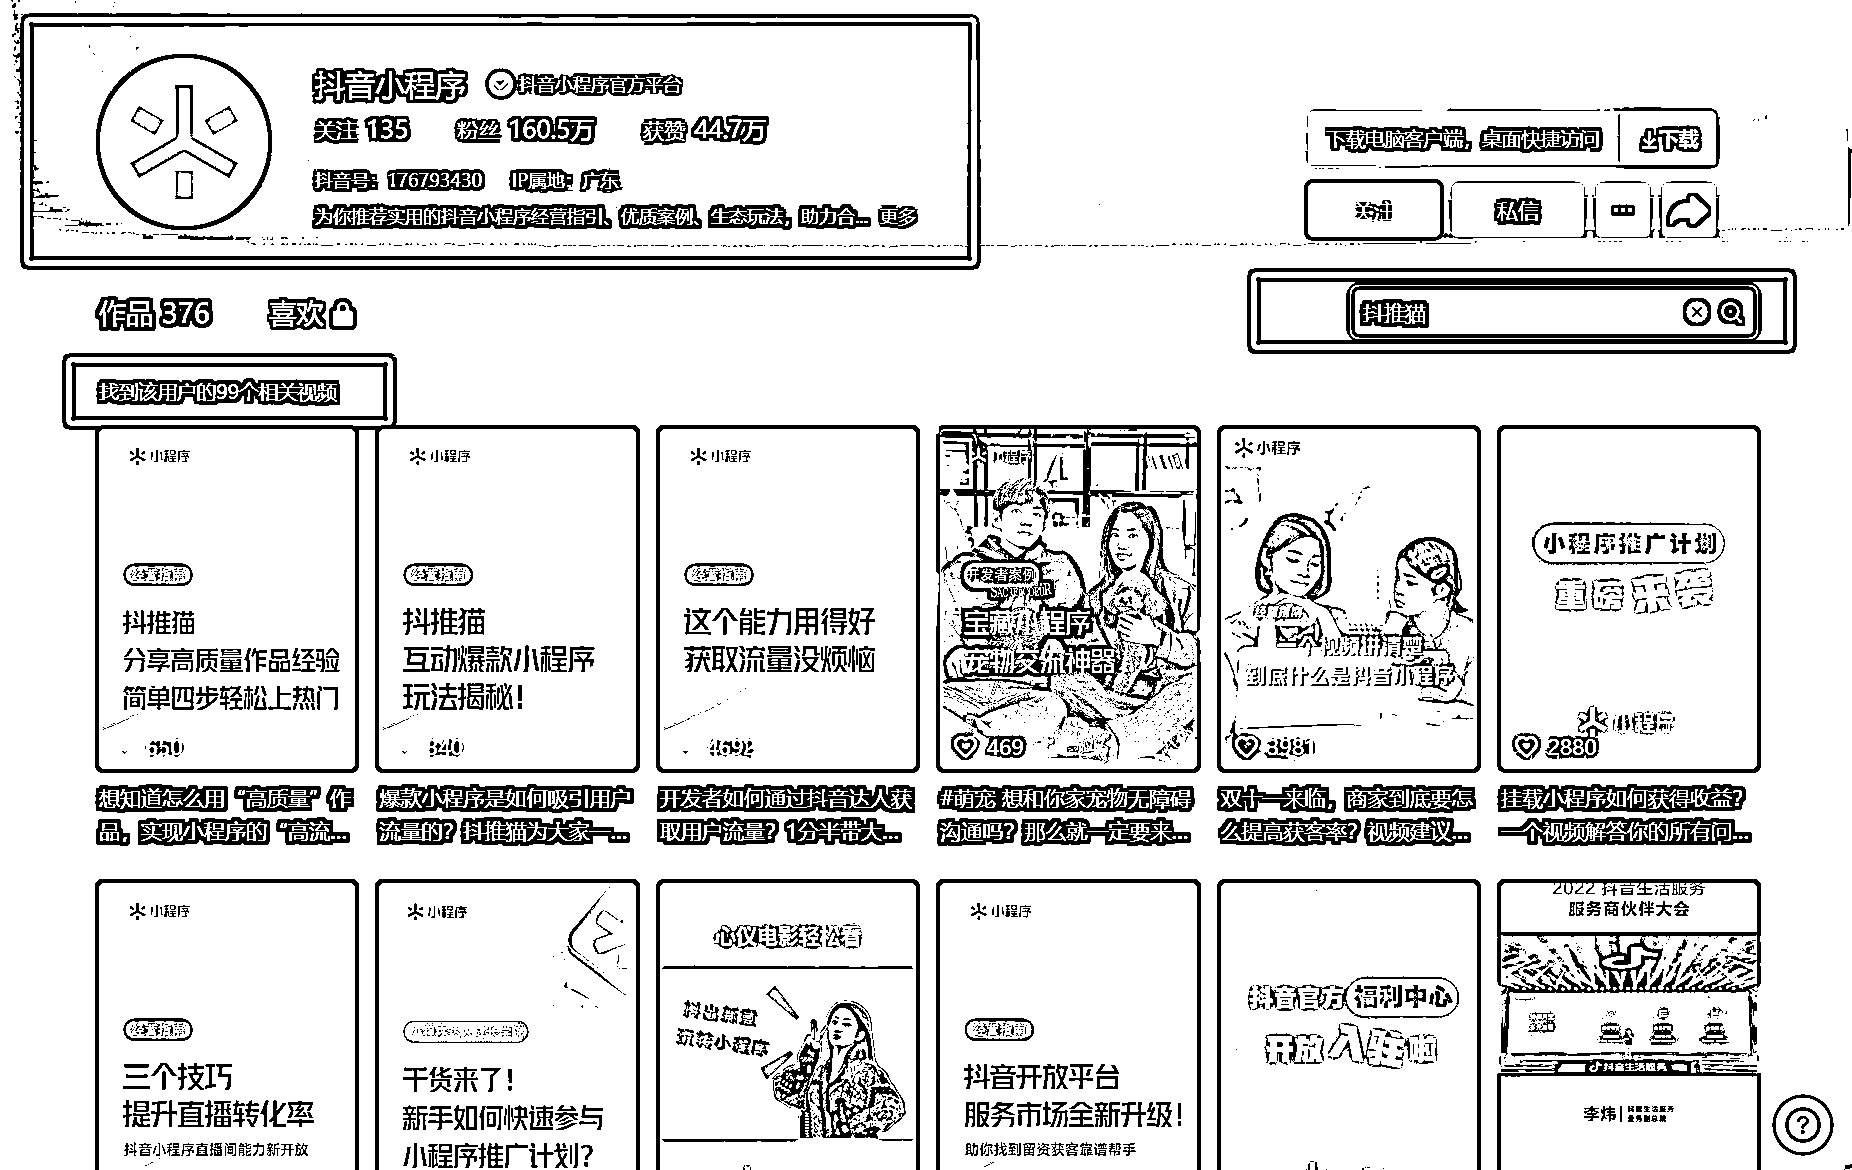 抖音小程序 抖音小程序官方平台
关注 135 粉丝 160.5万 获赞 44.7万
抖音号：176793430 IP属地：广东
为你推荐实用的抖音小程序经营指引、优质案例、生态玩法，助力合... 更多
下载电脑客户端，桌面快捷访问 下载
关注 私信
作品 376 喜欢
抖推猫
找到该用户的99个相关视频
小程序
经营指南
抖推猫
分享高质量作品经验
简单四步轻松上热门
650
想知道怎么用“高质量”作
品，实现小程序的“高流...
小程序
经营指南
抖推猫
互动爆款小程序
玩法揭秘！
840
爆款小程序是如何吸引用户
流量的？抖推猫为大家一一...
小程序
经营指南
这个能力用得好
获取流量没烦恼
4692
开发者如何通过抖音达人获
取用户流量？1分半带大...
小程序
开发者案例
宝藏小程序
宠物交流神器
469
#萌宠 想和你家宠物无障碍
沟通吗？那么就一定要来...
小程序
一个视频讲清楚
到底什么是抖音小程序
3981
双十一来临，商家到底要怎
么提高获客率？视频建议...
小程序推广计划
重磅来袭
小程序
2880
挂载小程序如何获得收益？
一个视频解答你的所有问...
小程序
经营指南
三个技巧
提升直播转化率
抖音小程序直播间能力新开放
小程序
干货来了！
新手如何快速参与
小程序推广计划？
心仪电影轻松看
抖出新意
玩转小程序
小程序
经营指南
抖音开放平台
服务市场全新升级！
助你找到留资获客靠谱帮手
抖音官方福利中心
开放入驻啦
2022 抖音生活服务
服务商伙伴大会
抖音生活服务
李炜 抖音生活服务